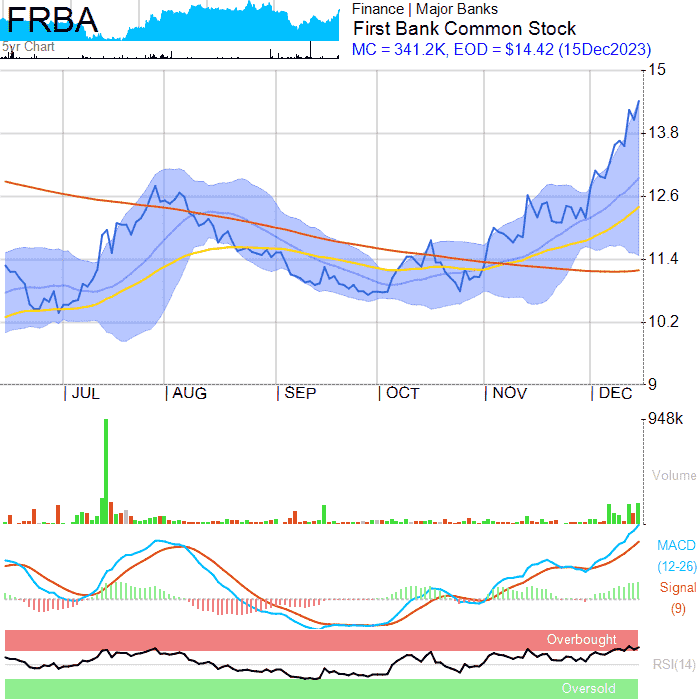 FRBA
5yr Chart
Finance | Major Banks
First Bank Common Stock
MC = 341.2K, EOD = $14.42 (15Dec2023)
15
13.8
12.6
11.4
10.2
9
JUL
AUG
SEP
OCT
NOV
DEC
948k
Volume
MACD
(12-26)
Signal
(9)
Overbought
RSI(14)
Oversold